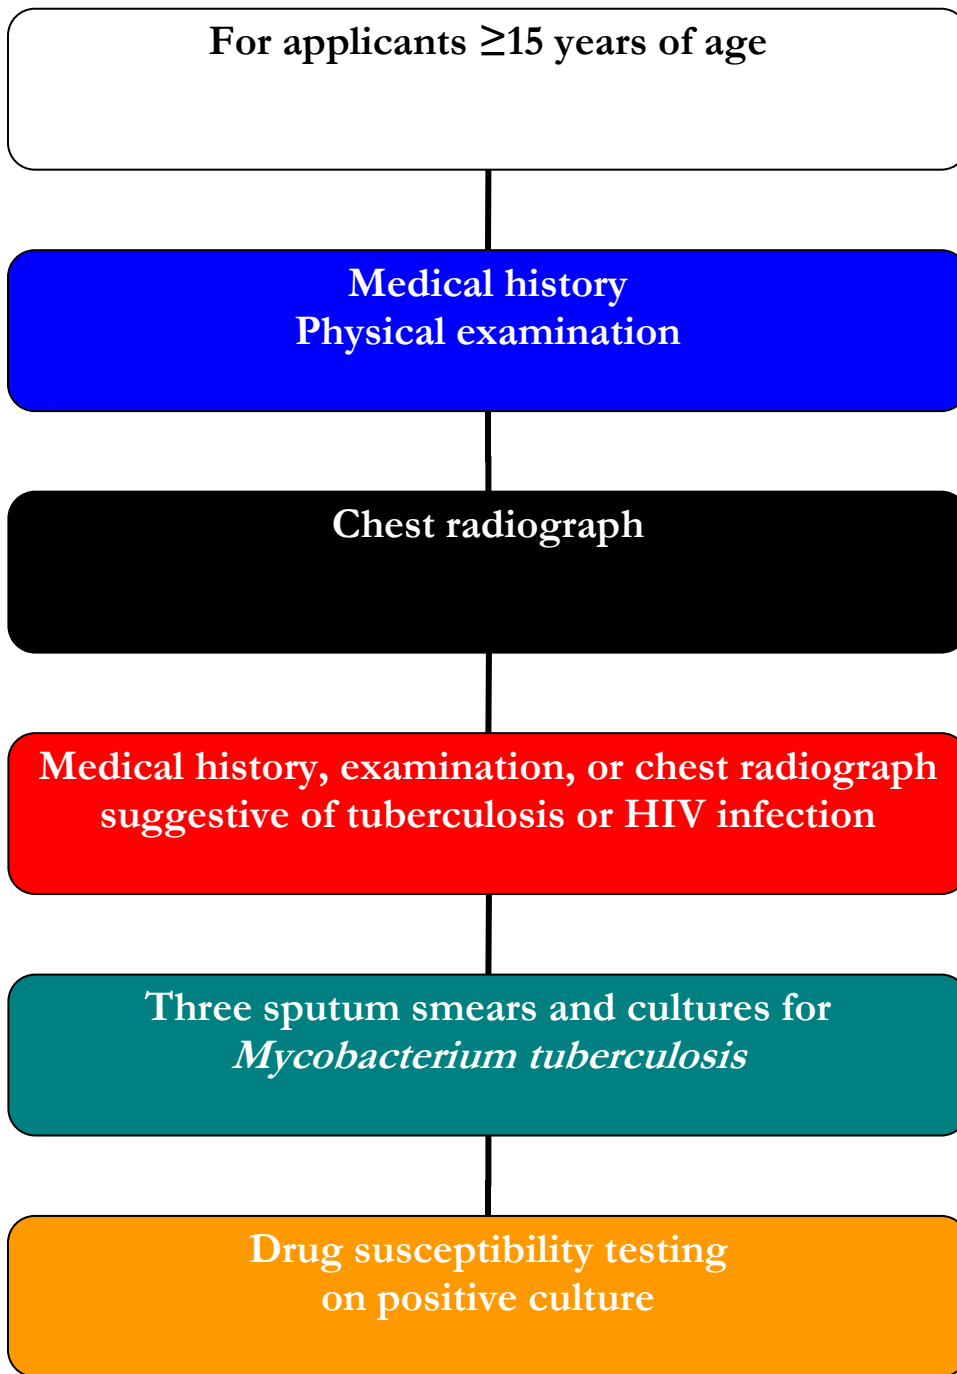 For applicants ≥15 years of age
Medical history
Physical examination
Chest radiograph
Medical history, examination, or chest radiograph
suggestive of tuberculosis or HIV infection
Three sputum smears and cultures for
Mycobacterium tuberculosis
Drug susceptibility testing
on positive culture